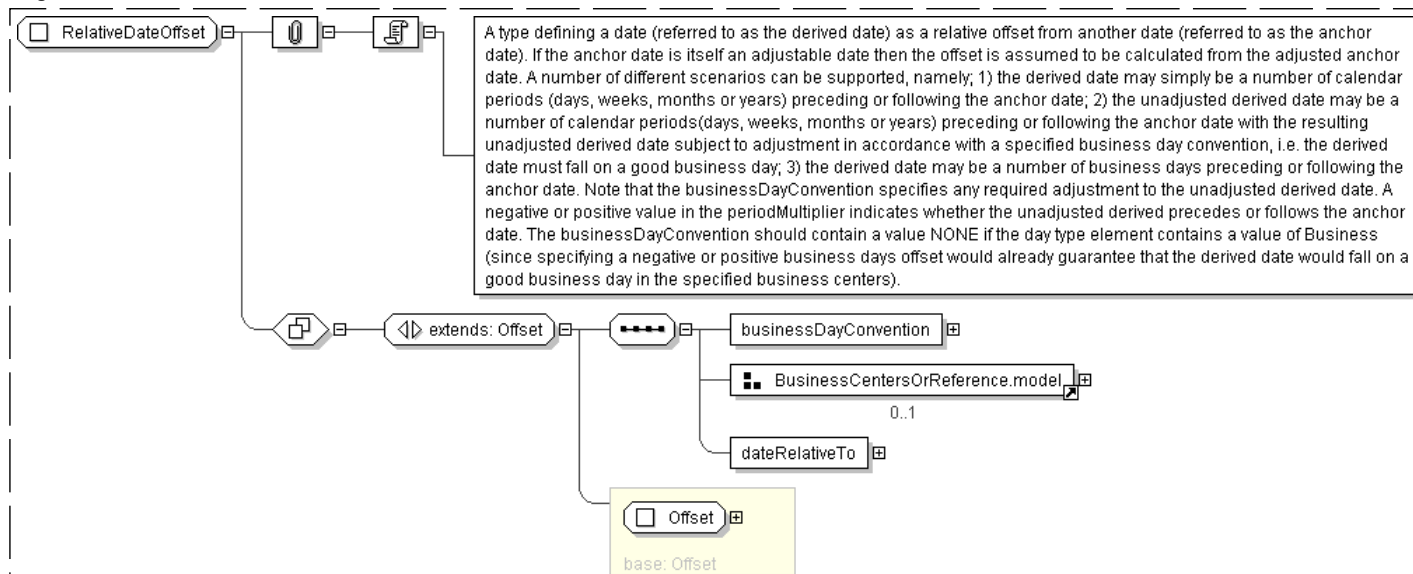 RelativeDateOffset
A type defining a date (referred to as the derived date) as a relative offset from another date (referred to as the anchor
date). If the anchor date is itself an adjustable date then the offset is assumed to be calculated from the adjusted anchor
date. A number of different scenarios can be supported, namely; 1) the derived date may simply be a number of calendar
periods (days, weeks, months or years) preceding or following the anchor date; 2) the unadjusted derived date may be a
number of calendar periods(days, weeks, months or years) preceding or following the anchor date with the resulting
unadjusted derived date subject to adjustment in accordance with a specified business day convention, i.e. the derived
date must fall on a good business day; 3) the derived date may be a number of business days preceding or following the
anchor date. Note that the businessDayConvention specifies any required adjustment to the unadjusted derived date. A
negative or positive value in the periodMultiplier indicates whether the unadjusted derived precedes or follows the anchor
date. The businessDayConvention should contain a value NONE if the day type element contains a value of Business
(since specifying a negative or positive business days offset would already guarantee that the derived date would fall on a
good business day in the specified business centers).
extends: Offset
businessDayConvention
BusinessCentersOrReference.model
0..1
dateRelativeTo
Offset
base: Offset